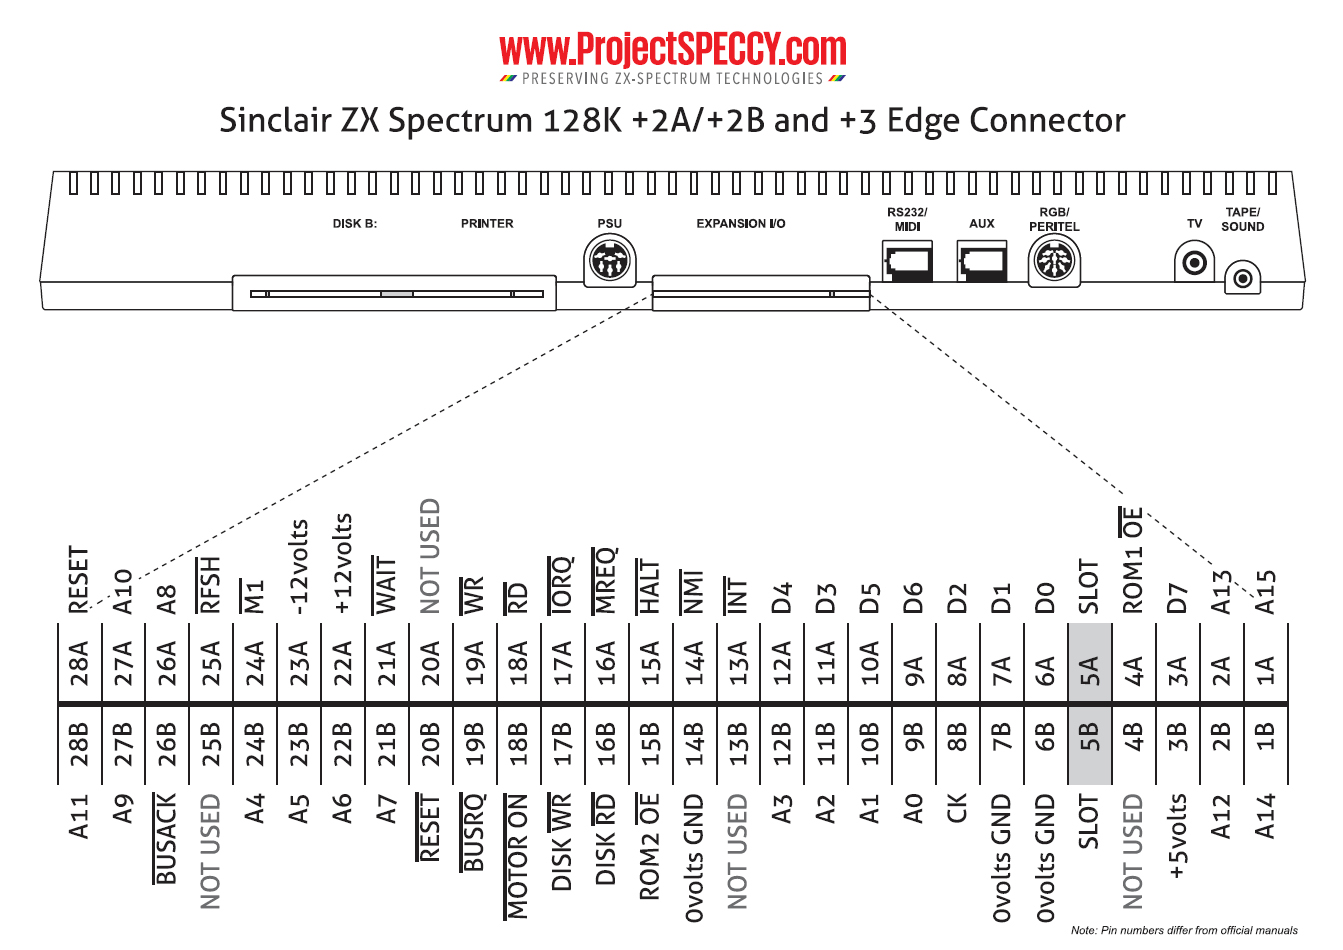 www.ProjectSPECCY.com
PRESERVING ZX-SPECTRUM TECHNOLOGIES
Sinclair ZX Spectrum 128K +2A/+2B and +3 Edge Connector
DISK B:
PRINTER
PSU
EXPANSION I/O
RS232/
MIDI
AUX
RGB/
PERITEL
TV
TAPE/
SOUND
RESET
A10
A8
RFSH
M1
-12volts
+12volts
WAIT
NOT USED
WR
RD
IORQ
MREQ
HALT
NMI
INT
D4
D3
D5
D6
D2
D1
D0
SLOT
ROM1 OE
D7
A13
A15
28A
27A
26A
25A
24A
23A
22A
21A
20A
19A
18A
17A
16A
15A
14A
13A
12A
11A
10A
9A
8A
7A
6A
5A
4A
3A
2A
1A
28B
27B
26B
25B
24B
23B
22B
21B
20B
19B
18B
17B
16B
15B
14B
13B
12B
11B
10B
9B
8B
7B
6B
5B
4B
3B
2B
1B
A11
A9
BUSACK
NOT USED
A4
A5
A6
A7
RESET
BUSRQ
MOTOR ON
DISK WR
DISK RD
ROM2 OE
0volts GND
NOT USED
A3
A2
A1
A0
CK
0volts GND
0volts GND
SLOT
NOT USED
+5volts
A12
A14
Note: Pin numbers differ from official manuals